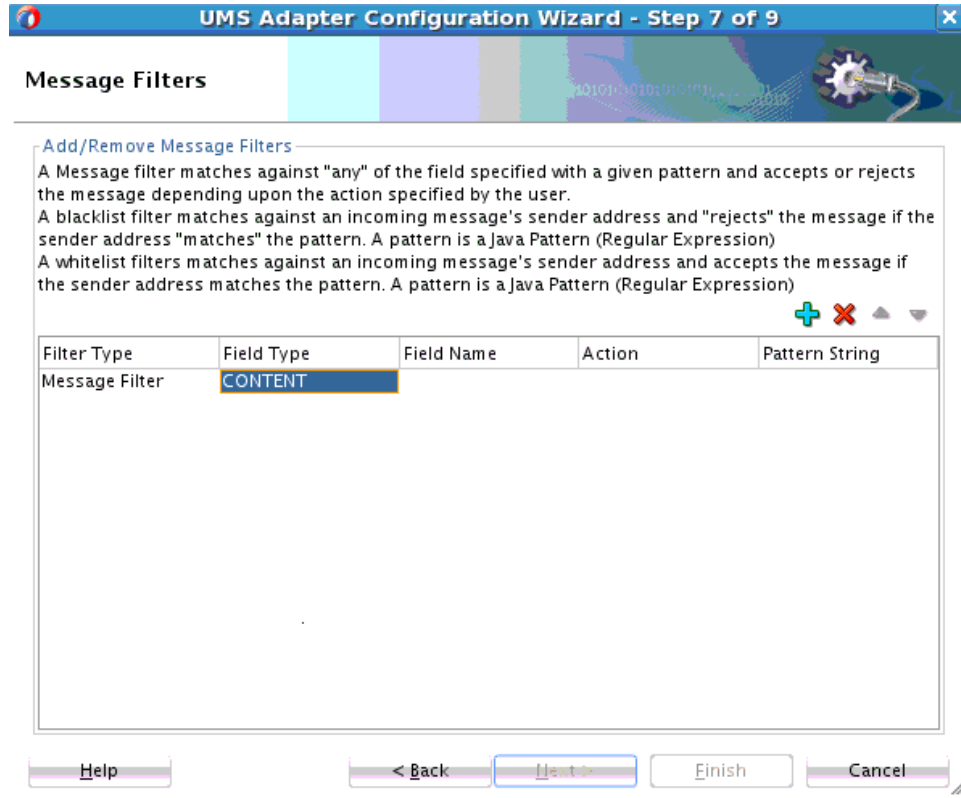 UMS Adapter Configuration Wizard - Step 7 of 9
Message Filters
Add/Remove Message Filters
A Message filter matches against "any" of the field specified with a given pattern and accepts or rejects
the message depending upon the action specified by the user.
A blacklist filter matches against an incoming message's sender address and "rejects" the message if the
sender address "matches" the pattern. A pattern is a Java Pattern (Regular Expression)
A whitelist filters matches against an incoming message's sender address and accepts the message if
the sender address matches the pattern. A pattern is a Java Pattern (Regular Expression)
Filter Type Field Type Field Name Action Pattern String
Message Filter CONTENT
Help < Back Next > Finish Cancel